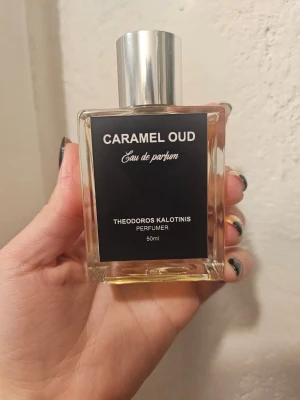 CARAMEL OUD
Eau de parfum
THEODOROS KALOTINIS
PERFUMER
50ml